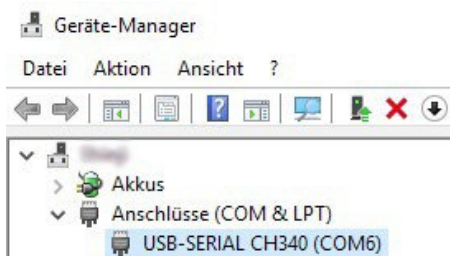 Geräte-Manager
Datei Aktion Ansicht ?
Akkus
Anschlüsse (COM & LPT)
USB-SERIAL CH340 (COM6)